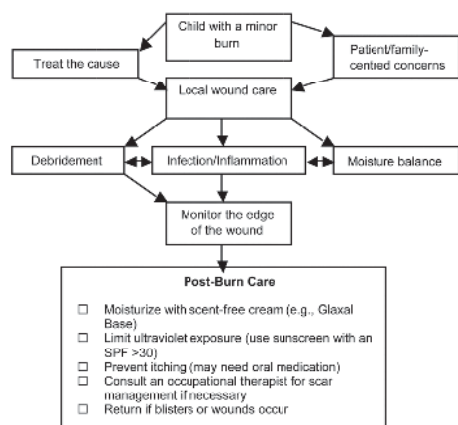 Child with a minor
burn
Treat the cause
Patient/family-
centred concerns
Local wound care
Debridement
Infection/Inflammation
Moisture balance
Monitor the edge
of the wound
Post-Burn Care
☐ Moisturize with scent-free cream (e.g., Glaxal
Base)
☐ Limit ultraviolet exposure (use sunscreen with an
SPF >30)
☐ Prevent itching (may need oral medication)
☐ Consult an occupational therapist for scar
management if necessary
☐ Return if blisters or wounds occur